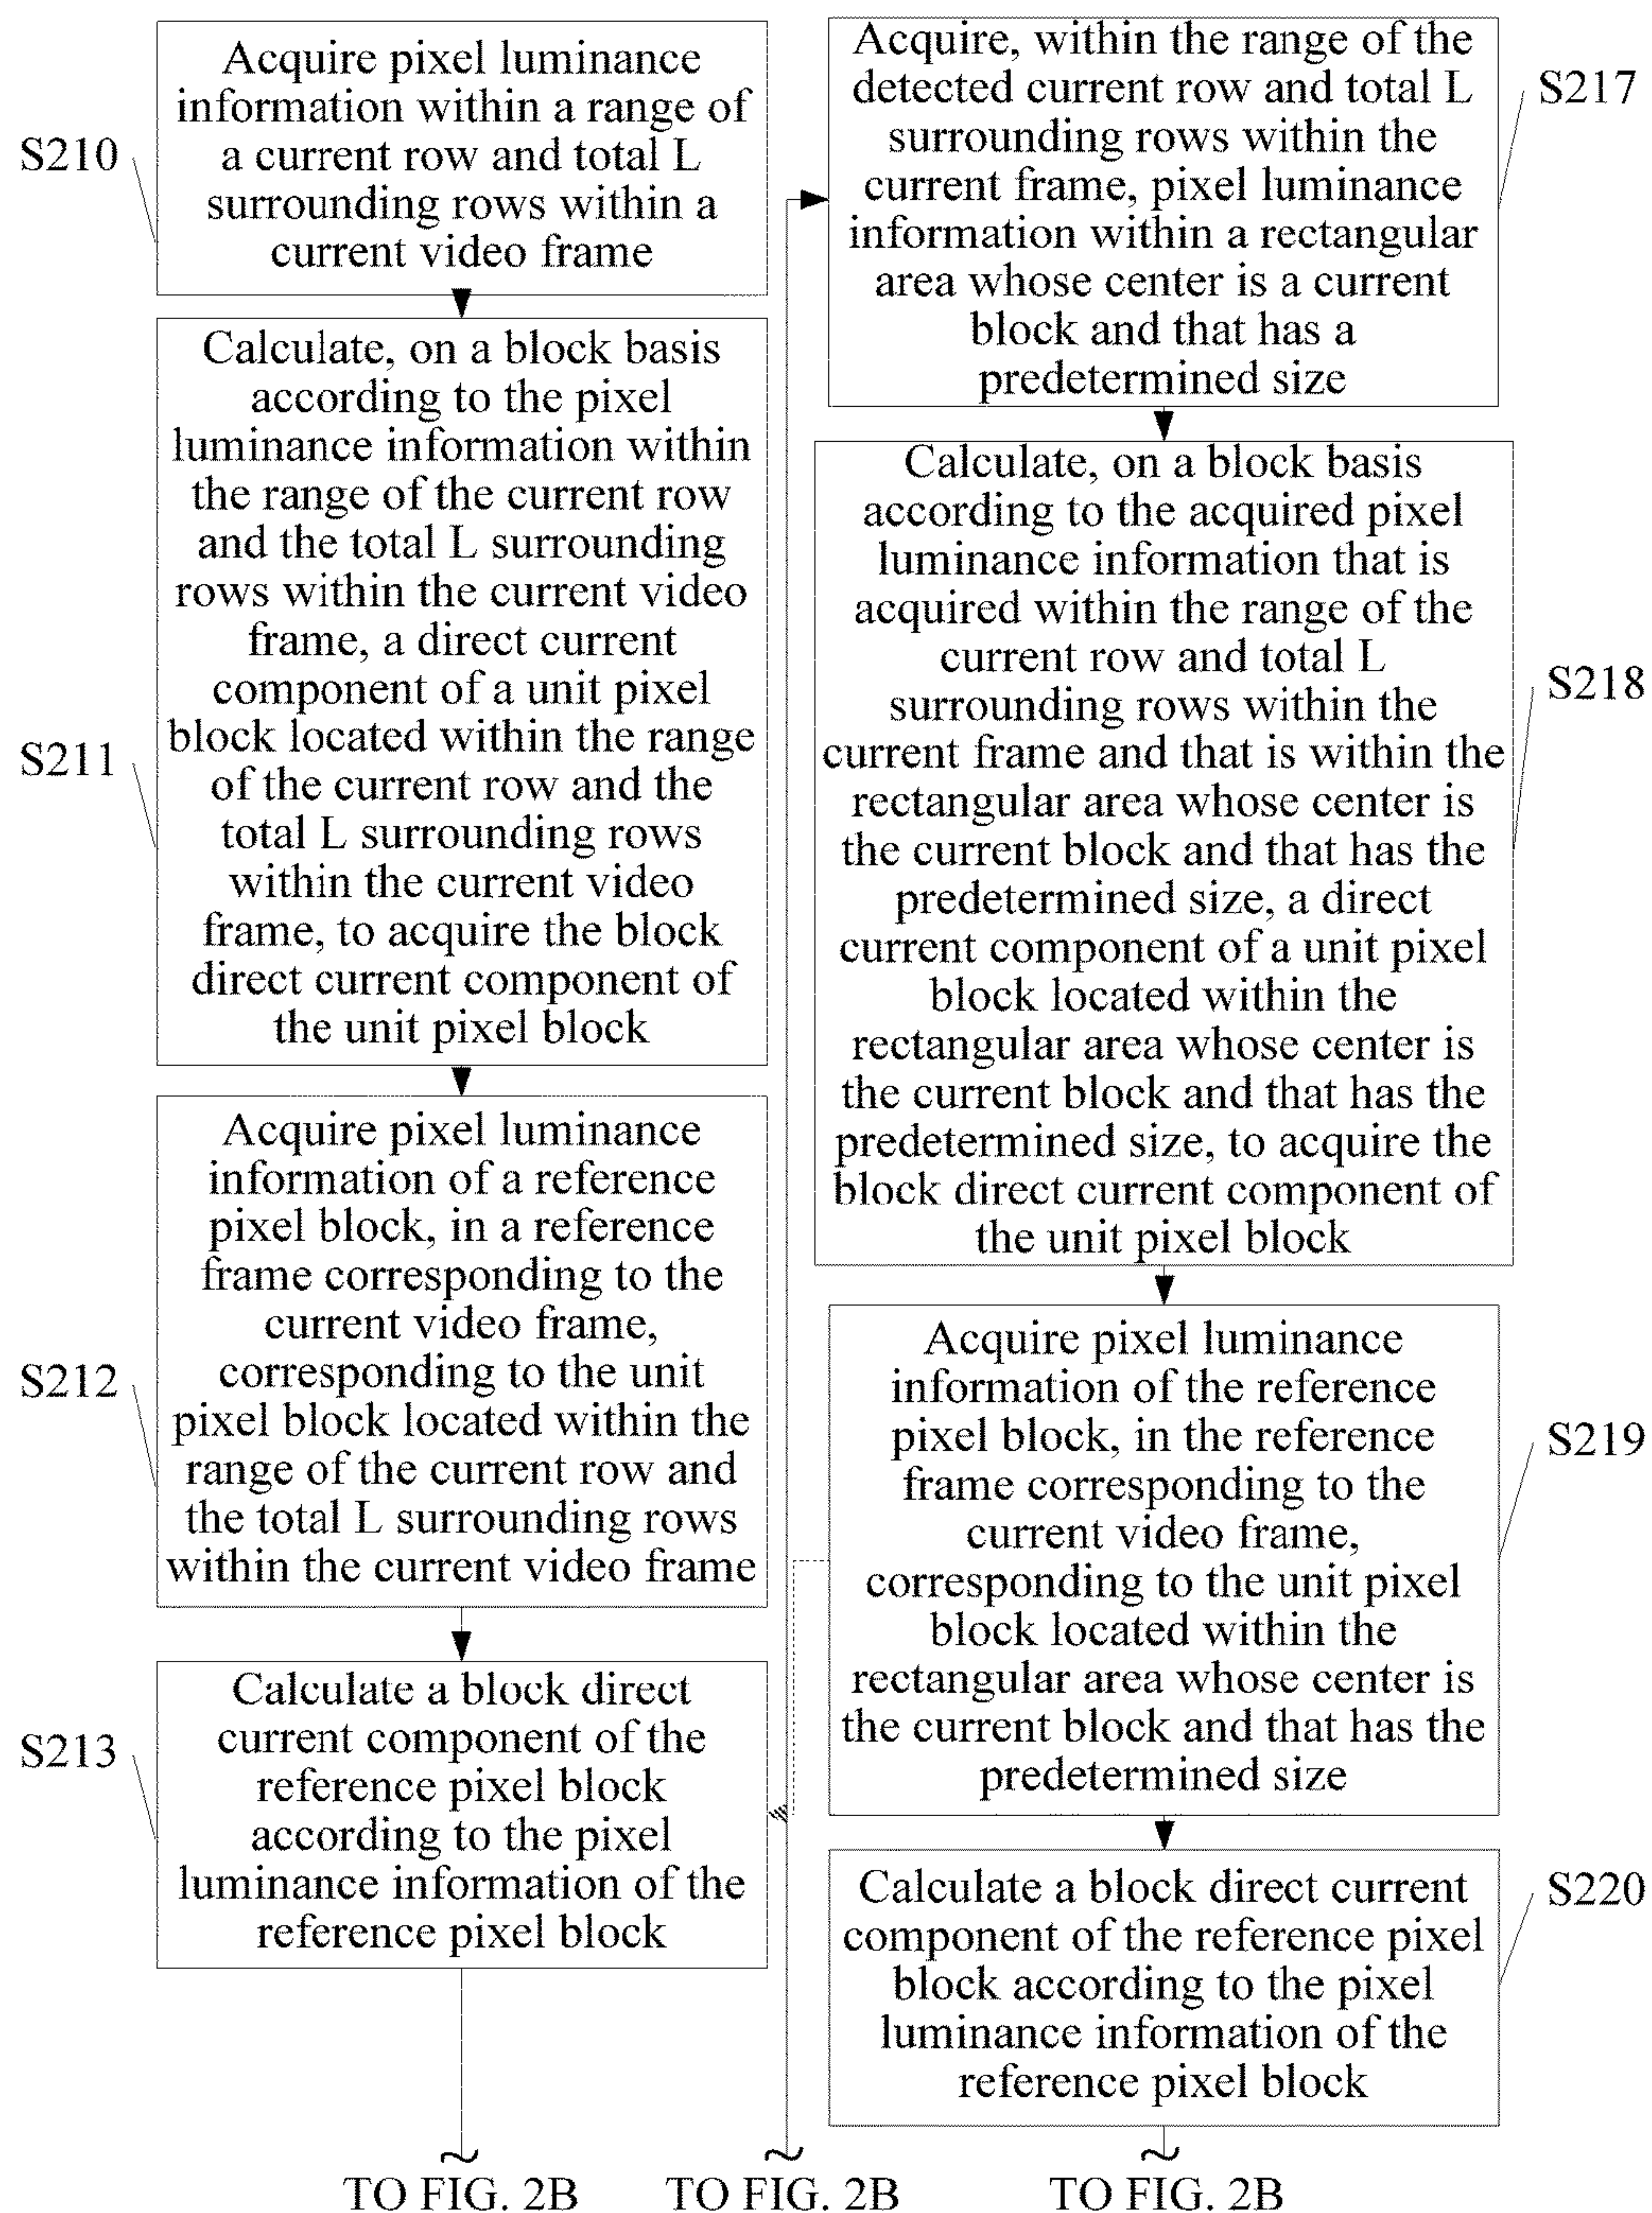 S210
Acquire pixel luminance
information within a range of
a current row and total L
surrounding rows within a
current video frame
S211
Calculate, on a block basis
according to the pixel
luminance information within
the range of the current row
and the total L surrounding
rows within the current video
frame, a direct current
component of a unit pixel
block located within the range
of the current row and the
total L surrounding rows
within the current video
frame, to acquire the block
direct current component of
the unit pixel block
S212
Acquire pixel luminance
information of a reference
pixel block, in a reference
frame corresponding to the
current video frame,
corresponding to the unit
pixel block located within the
range of the current row and
the total L surrounding rows
within the current video frame
S213
Calculate a block direct
current component of the
reference pixel block
according to the pixel
luminance information of the
reference pixel block
TO FIG. 2B
TO FIG. 2B
S217
Acquire, within the range of the
detected current row and total L
surrounding rows within the
current frame, pixel luminance
information within a rectangular
area whose center is a current
block and that has a
predetermined size
S218
Calculate, on a block basis
according to the acquired pixel
luminance information that is
acquired within the range of the
current row and total L
surrounding rows within the
current frame and that is within the
rectangular area whose center is
the current block and that has the
predetermined size, a direct
current component of a unit pixel
block located within the
rectangular area whose center is
the current block and that has the
predetermined size, to acquire the
block direct current component of
the unit pixel block
S219
Acquire pixel luminance
information of the reference
pixel block, in the reference
frame corresponding to the
current video frame,
corresponding to the unit pixel
block located within the
rectangular area whose center is
the current block and that has the
predetermined size
S220
Calculate a block direct current
component of the reference pixel
block according to the pixel
luminance information of the
reference pixel block
TO FIG. 2B